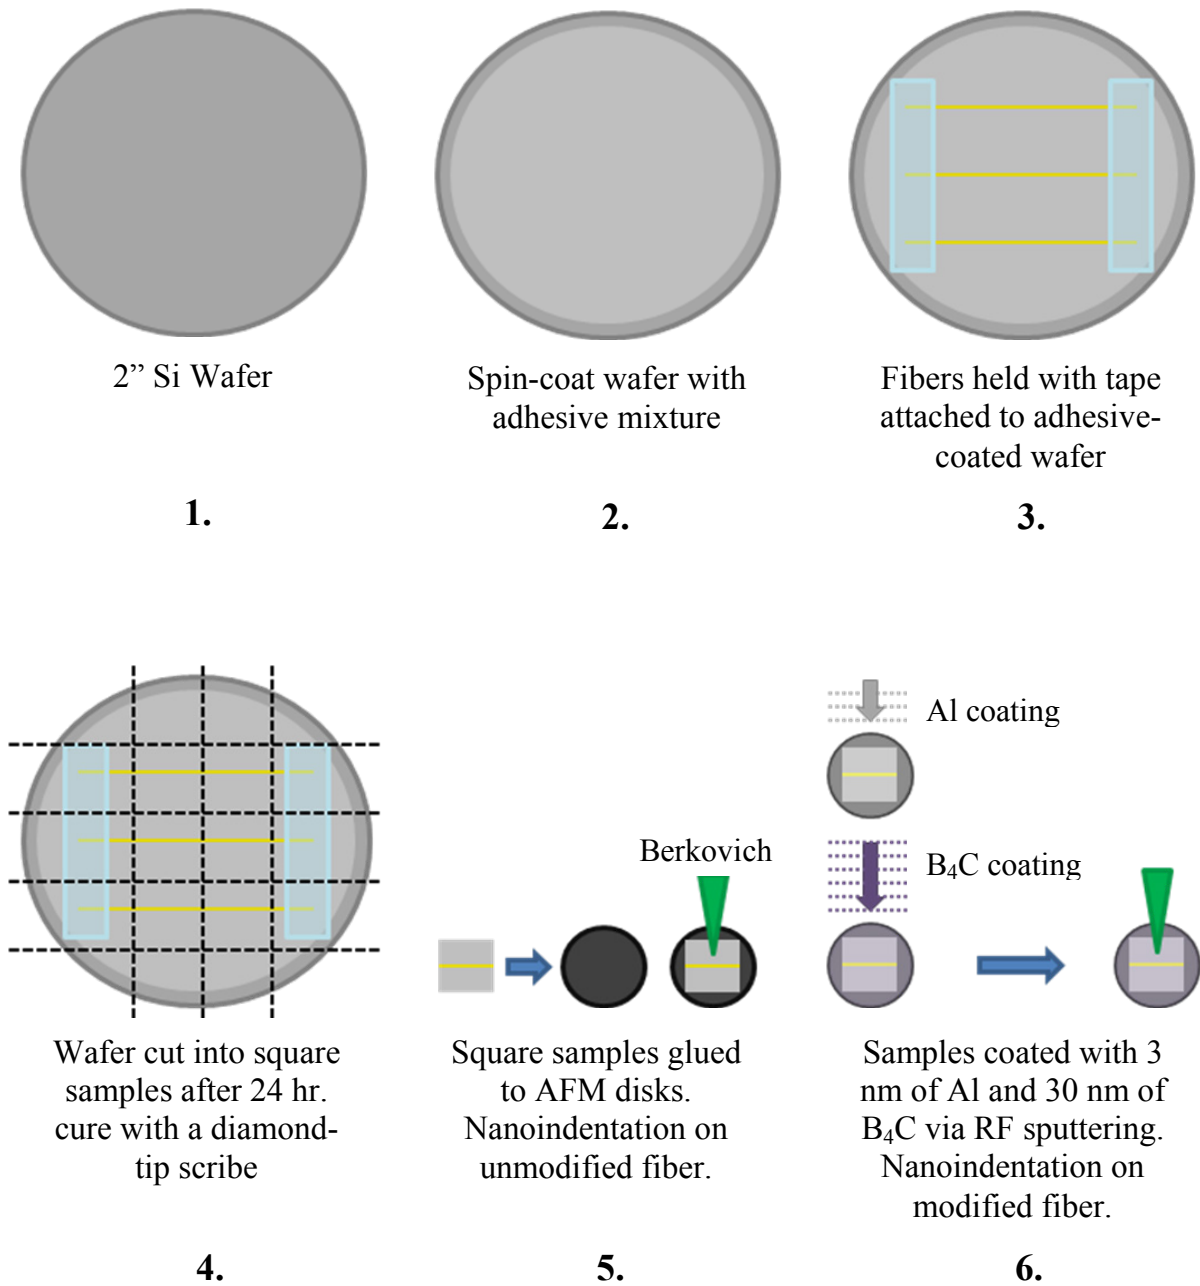 2” Si Wafer
1.
Spin-coat wafer with
adhesive mixture
2.
Fibers held with tape
attached to adhesive-
coated wafer
3.
Wafer cut into square
samples after 24 hr.
cure with a diamond-
tip scribe
4.
Berkovich
Square samples glued
to AFM disks.
Nanoindentation on
unmodified fiber.
5.
Al coating
B₄C coating
Samples coated with 3
nm of Al and 30 nm of
B₄C via RF sputtering.
Nanoindentation on
modified fiber.
6.